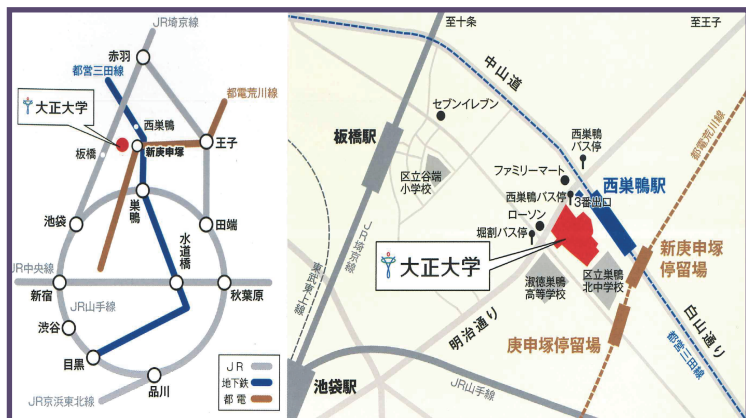 JR埼京線
赤羽
都営三田線
都電荒川線
大正大学
西巣鴨
板橋
新庚申塚
王子
巣鴨
池袋
田端
水道橋
JR中央線
新宿
秋葉原
JR山手線
渋谷
目黒
品川
JR京浜東北線
JR
地下鉄
都電
至十条
至王子
中山道
セブンイレブン
板橋駅
西巣鴨
バス停
都電荒川線
ファミリーマート
区立谷端
小学校
西巣鴨駅
西巣鴨バス停
3番出口
ローソン
堀割バス停
新庚申塚
停留場
JR埼京線
大正大学
淑徳巣鴨
高等学校
区立巣鴨
北中学校
東武東上線
明治通り
庚申塚停留場
白山通り
都営三田線
池袋駅
JR山手線